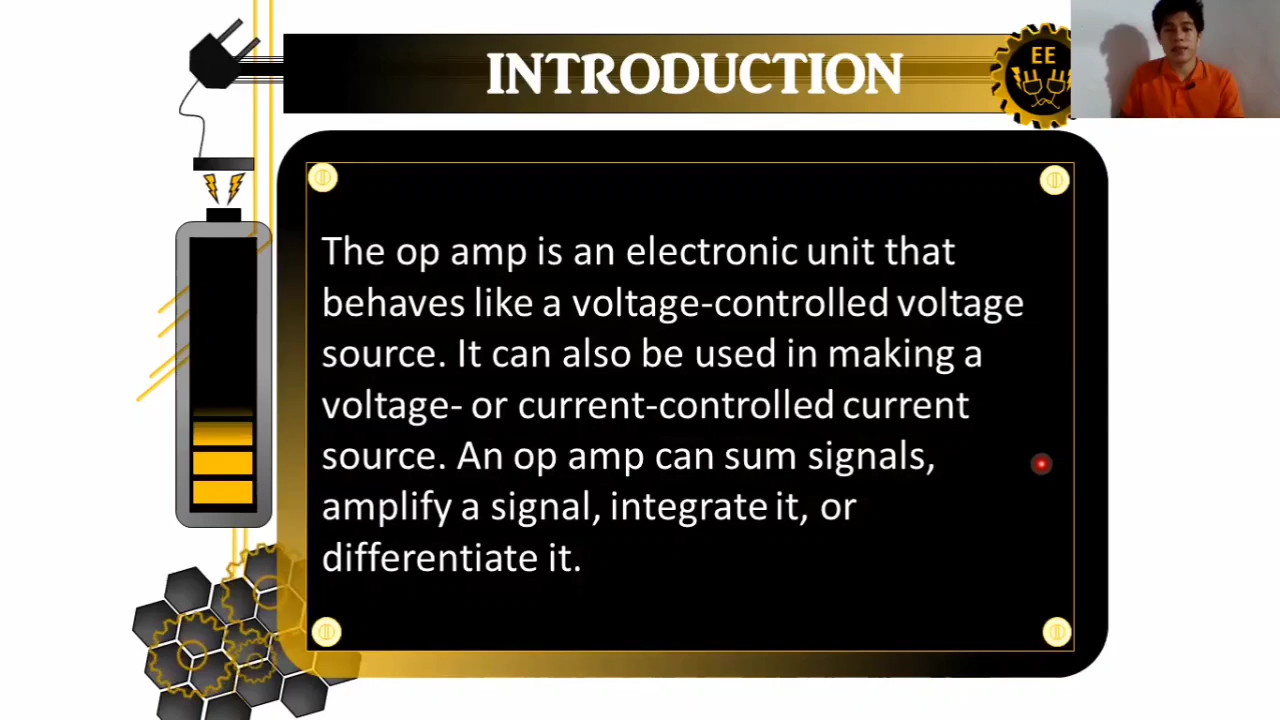 INTRODUCTION
EE
The op amp is an electronic unit that
behaves like a voltage-controlled voltage
source. It can also be used in making a
voltage- or current-controlled current
source. An op amp can sum signals,
amplify a signal, integrate it, or
differentiate it.